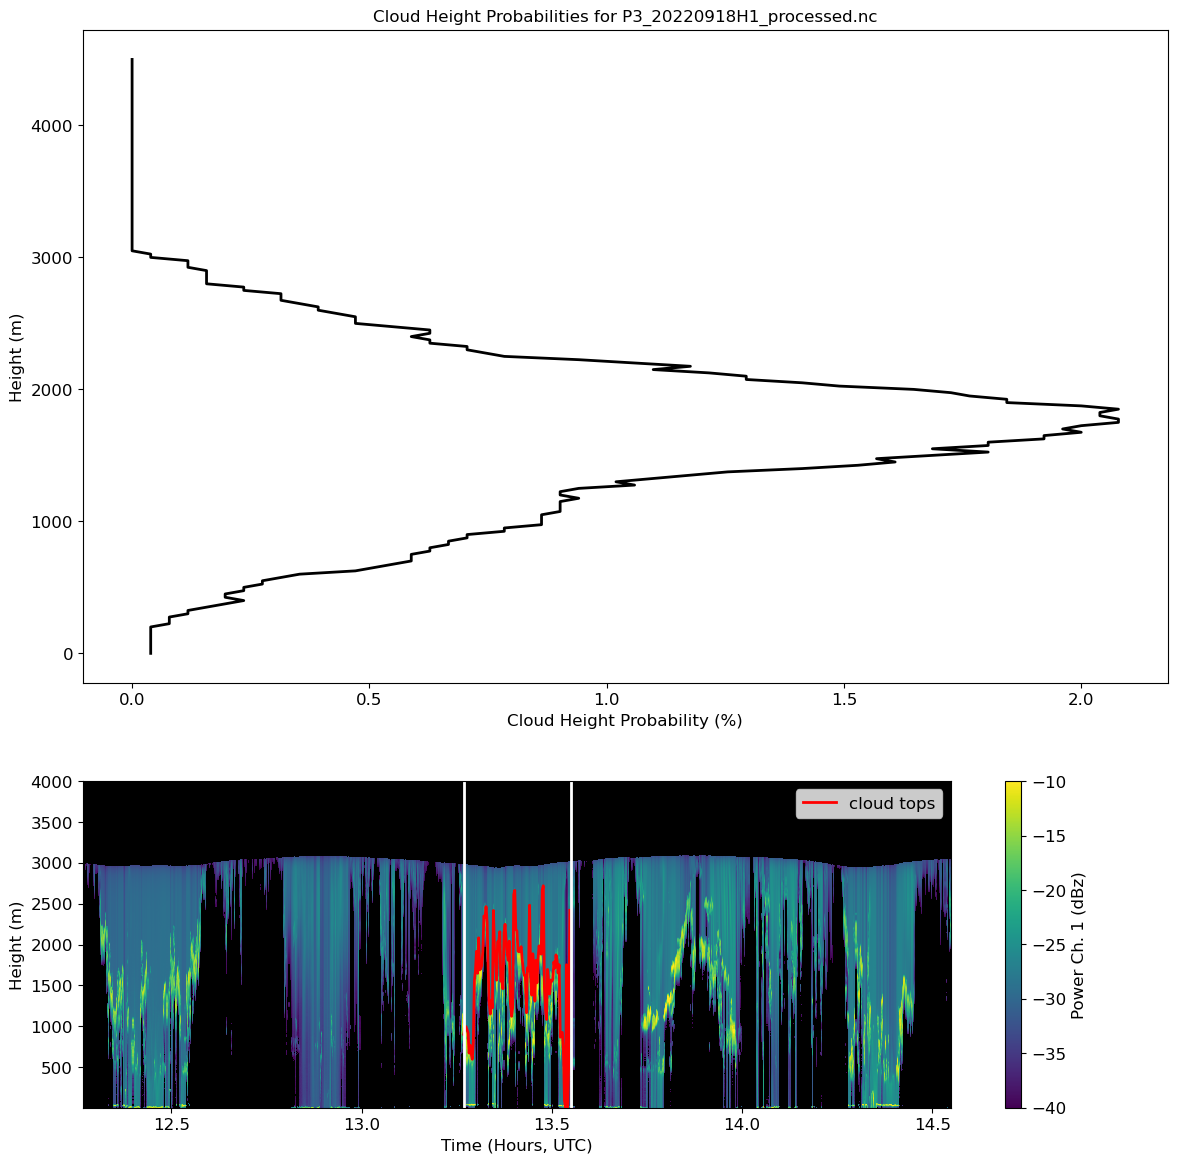 Cloud Height Probabilities for P3_20220918H1_processed.nc
Height (m)
4000
3000
2000
1000
0
0.0 0.5 1.0 1.5 2.0
Cloud Height Probability (%)
Height (m)
4000
3500
3000
2500
2000
1500
1000
500
cloud tops
12.5 13.0 13.5 14.0 14.5
Time (Hours, UTC)
−10
−15
−20
−25
−30
−35
−40
Power Ch. 1 (dBz)